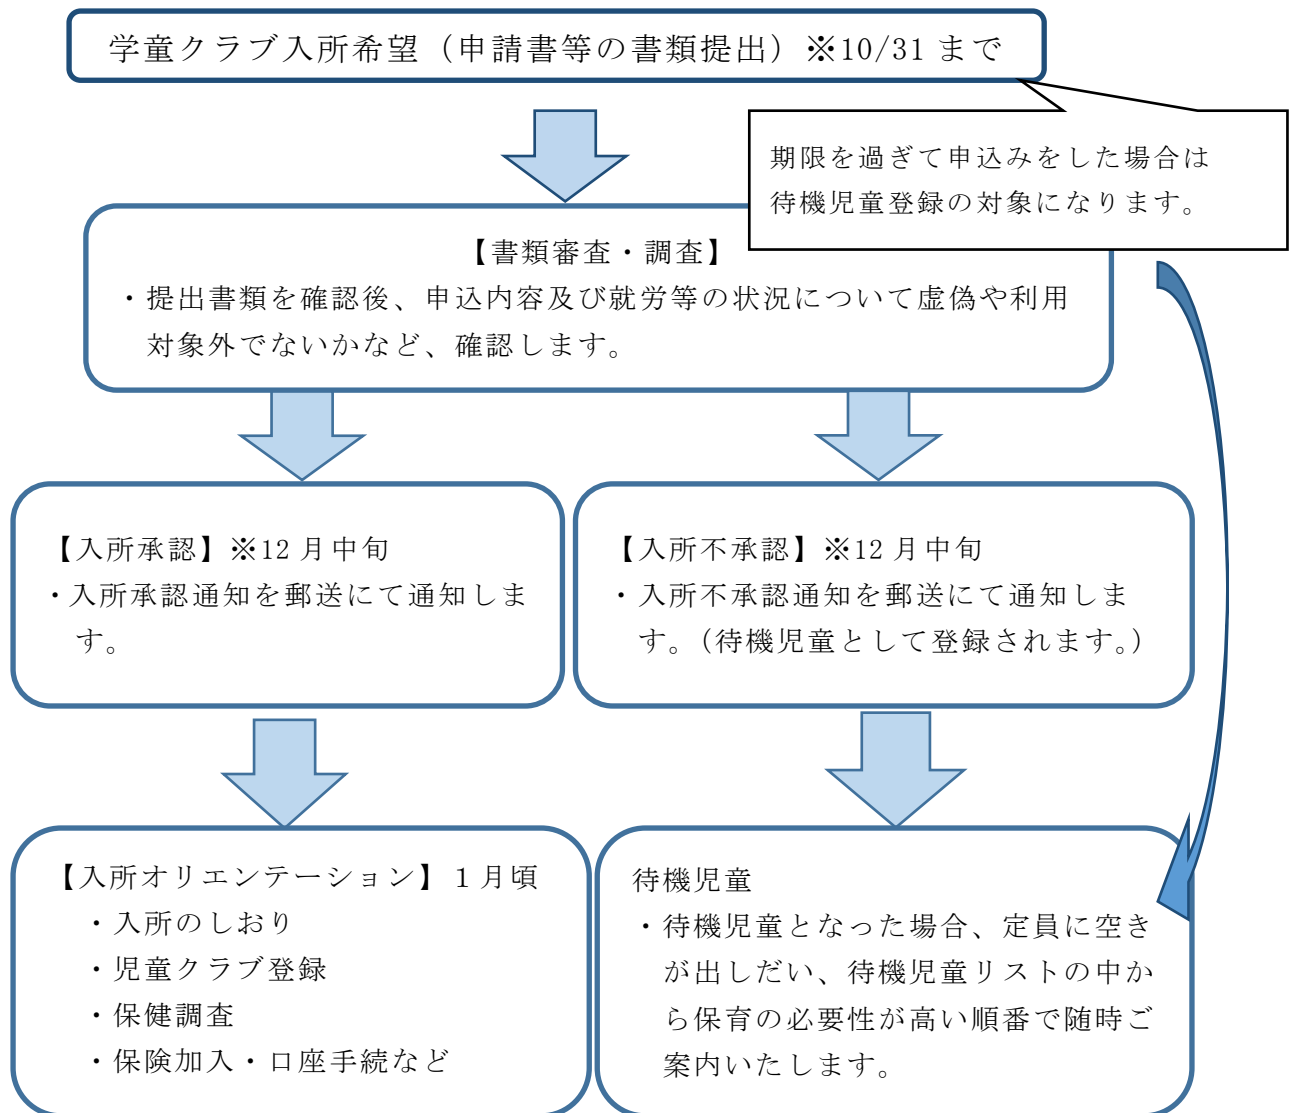 学童クラブ入所希望（申請書等の書類提出）※10/31 まで
期限を過ぎて申込みをした場合は
待機児童登録の対象になります。
【書類審査・調査】
・提出書類を確認後、申込内容及び就労等の状況について虚偽や利用
対象外でないかなど、確認します。
【入所承認】※12 月中旬
・入所承認通知を郵送にて通知しま
す。
【入所不承認】※12 月中旬
・入所不承認通知を郵送にて通知しま
す。（待機児童として登録されます。）
【入所オリエンテーション】１月頃
・入所のしおり
・児童クラブ登録
・保健調査
・保険加入・口座手続など
待機児童
・待機児童となった場合、定員に空き
が出しだい、待機児童リストの中か
ら保育の必要性が高い順番で随時ご
案内いたします。